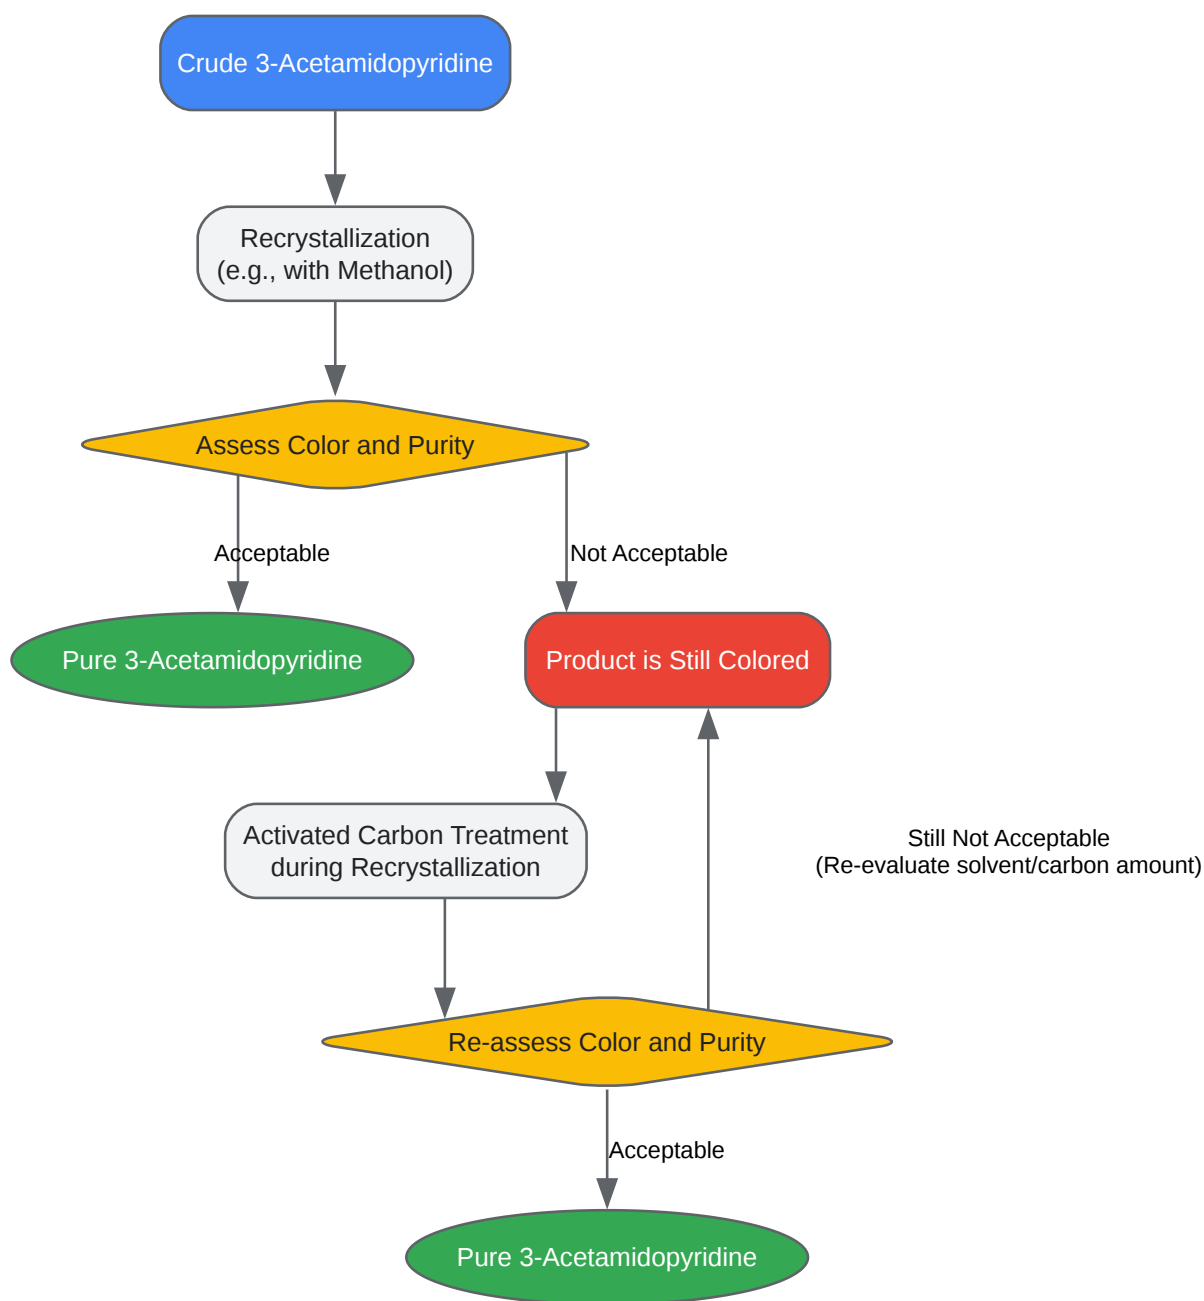 Crude 3-Acetamidopyridine
Recrystallization
(e.g., with Methanol)
Assess Color and Purity
Acceptable
Not Acceptable
Pure 3-Acetamidopyridine
Product is Still Colored
Activated Carbon Treatment
during Recrystallization
Still Not Acceptable
(Re-evaluate solvent/carbon amount)
Re-assess Color and Purity
Acceptable
Pure 3-Acetamidopyridine